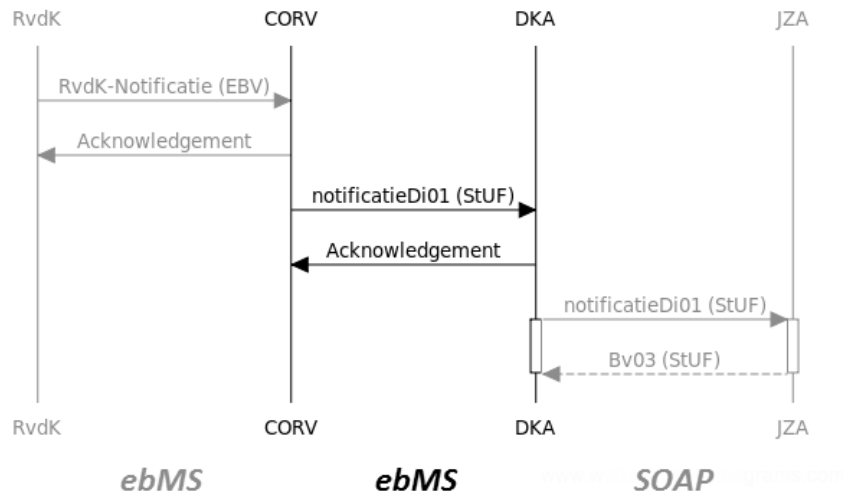 RvdK CORV DKA JZA
RvdK-Notificatie (EBV)
Acknowledgement
notificatieDi01 (StUF)
Acknowledgement
notificatieDi01 (StUF)
Bv03 (StUF)
RvdK CORV DKA JZA
ebMS ebMS SOAP